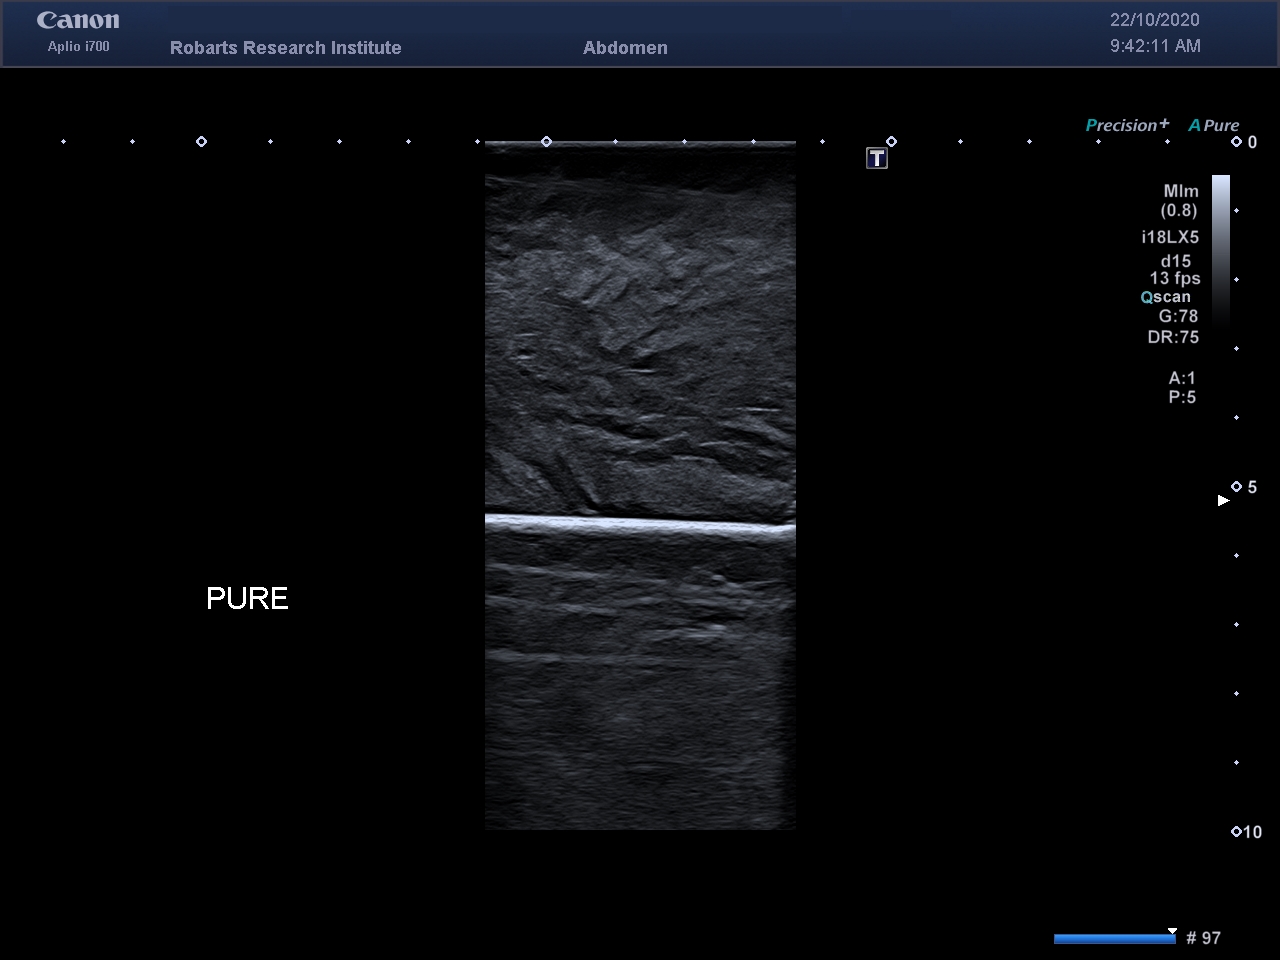 Canon
Aplio i700
Robarts Research Institute
Abdomen
22/10/2020
9:42:11 AM
Precision+ APure
T
0
MIm
(0.8)
i18LX5
d15
13 fps
Qscan
G:78
DR:75
A:1
P:5
5
PURE
10
# 97